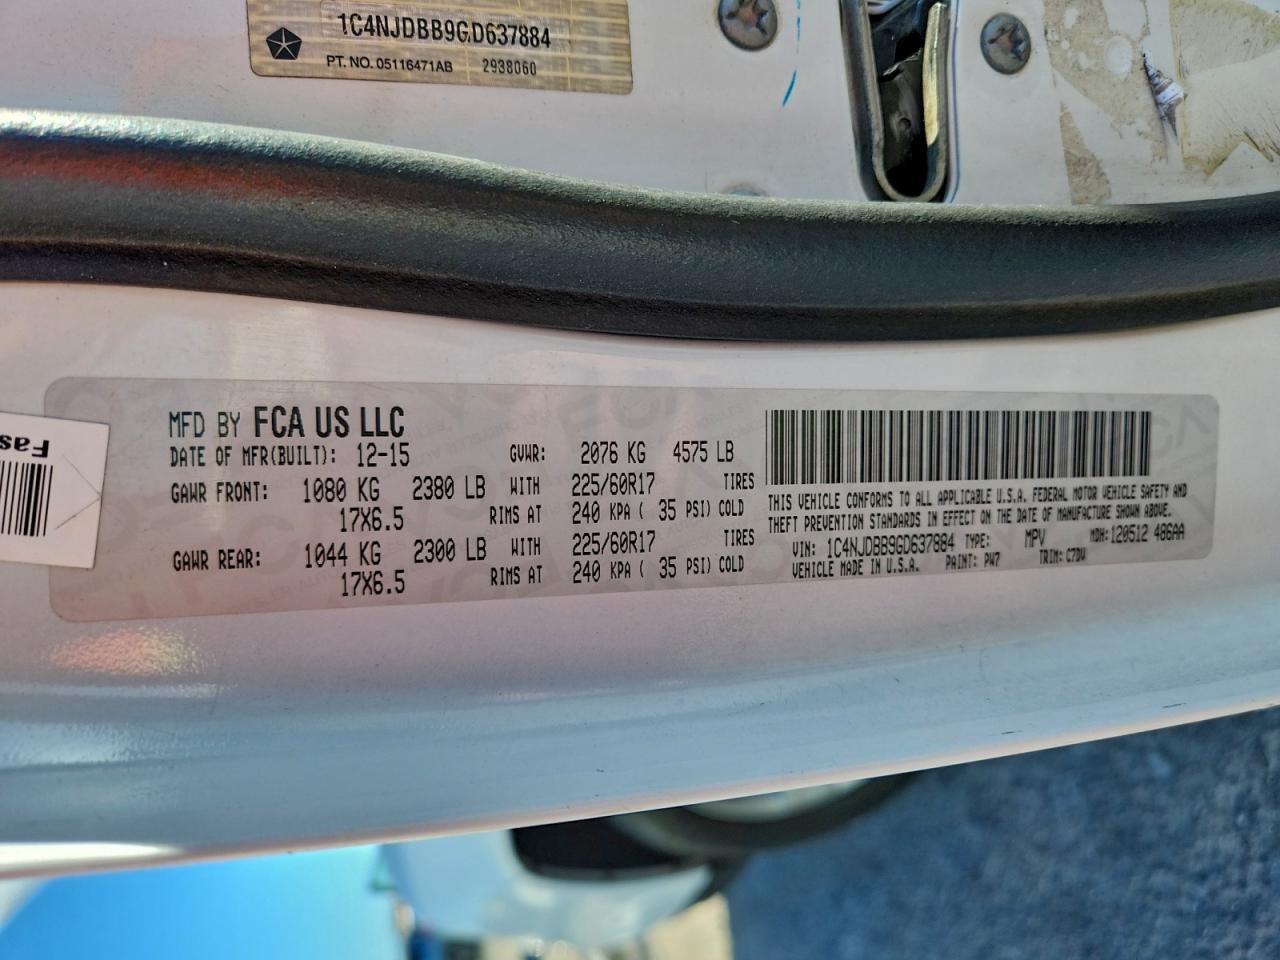 1C4NJDBB9GD637884
PT. NO. 05116471AB 2938060
Fas
MFD BY FCA US LLC
DATE OF MFR(BUILT): 12-15 GVWR: 2076 KG 4575 LB
GAWR FRONT: 1080 KG 2380 LB WITH 225/60R17 TIRES
17X6.5 RIMS AT 240 KPA ( 35 PSI) COLD
GAWR REAR: 1044 KG 2300 LB WITH 225/60R17 TIRES
17X6.5 RIMS AT 240 KPA ( 35 PSI) COLD
THIS VEHICLE CONFORMS TO ALL APPLICABLE U.S.A. FEDERAL MOTOR VEHICLE SAFETY AND
THEFT PREVENTION STANDARDS IN EFFECT ON THE DATE OF MANUFACTURE SHOWN ABOVE.
VIN: 1C4NJDBB9GD637884 TYPE: MPV MDH: 120512 486AA
VEHICLE MADE IN U.S.A. PAINT: PW7 TRIM: C7DW